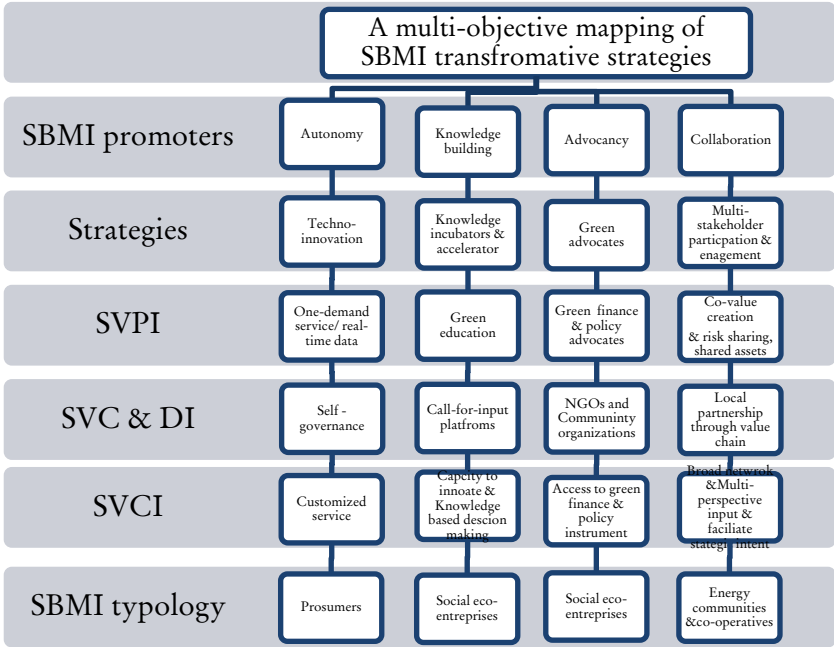 A multi-objective mapping of
SBMI transfromative strategies
SBMI promoters
Autonomy
Knowledge
building
Advocancy
Collaboration
Strategies
Techno-
innovation
Knowledge
incubators &
accelerator
Green
advocates
Multi-
stakeholder
particpation &
enagement
SVPI
One-demand
service/ real-
time data
Green
education
Green finance
& policy
advocates
Co-value
creation
& risk sharing,
shared assets
SVC & DI
Self -
governance
Call-for-input
platfroms
NGOs and
Communinty
organizations
Local
partnership
through value
chain
SVCI
Customized
service
Capcity to
innoate &
Knowledge
based descion
making
Access to green
finance &
policy
instrument
Broad netwrok
&Multi-
perspective
input &
faciliate
stategic intent
SBMI typology
Prosumers
Social eco-
entreprises
Social eco-
entreprises
Energy
communities
&co-operatives